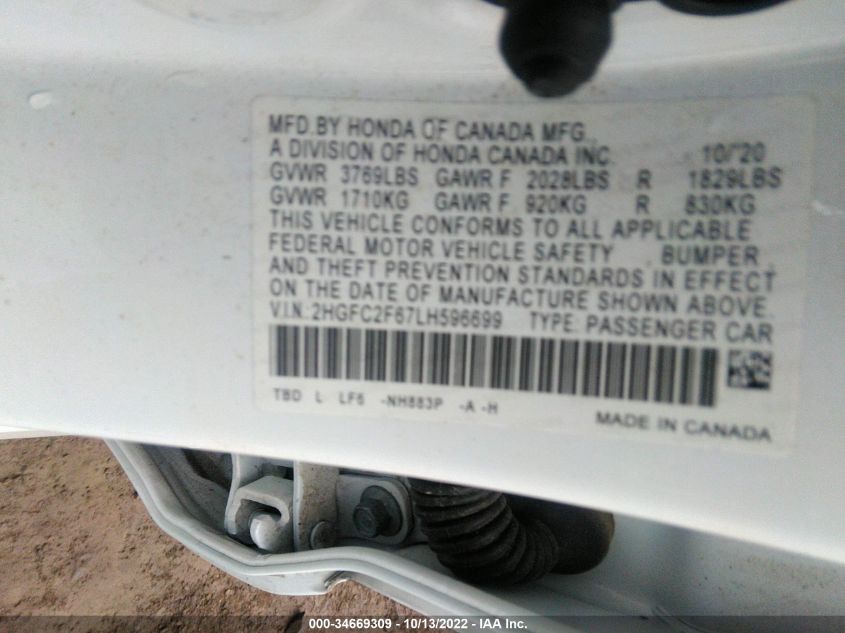 MFD.BY HONDA OF CANADA MFG.
A DIVISION OF HONDA CANADA INC. 10/'20
GVWR 3769LBS GAWR F 2028LBS R 1829LBS
GVWR 1710KG GAWR F 920KG R 830KG
THIS VEHICLE CONFORMS TO ALL APPLICABLE
FEDERAL MOTOR VEHICLE SAFETY BUMPER
AND THEFT PREVENTION STANDARDS IN EFFECT
ON THE DATE OF MANUFACTURE SHOWN ABOVE.
V.I.N.:2HGFC2F67LH596699 TYPE: PASSENGER CAR
TBD L LF6 -NH883P -A -H
MADE IN CANADA
000-34669309 - 10/13/2022 - IAA Inc.